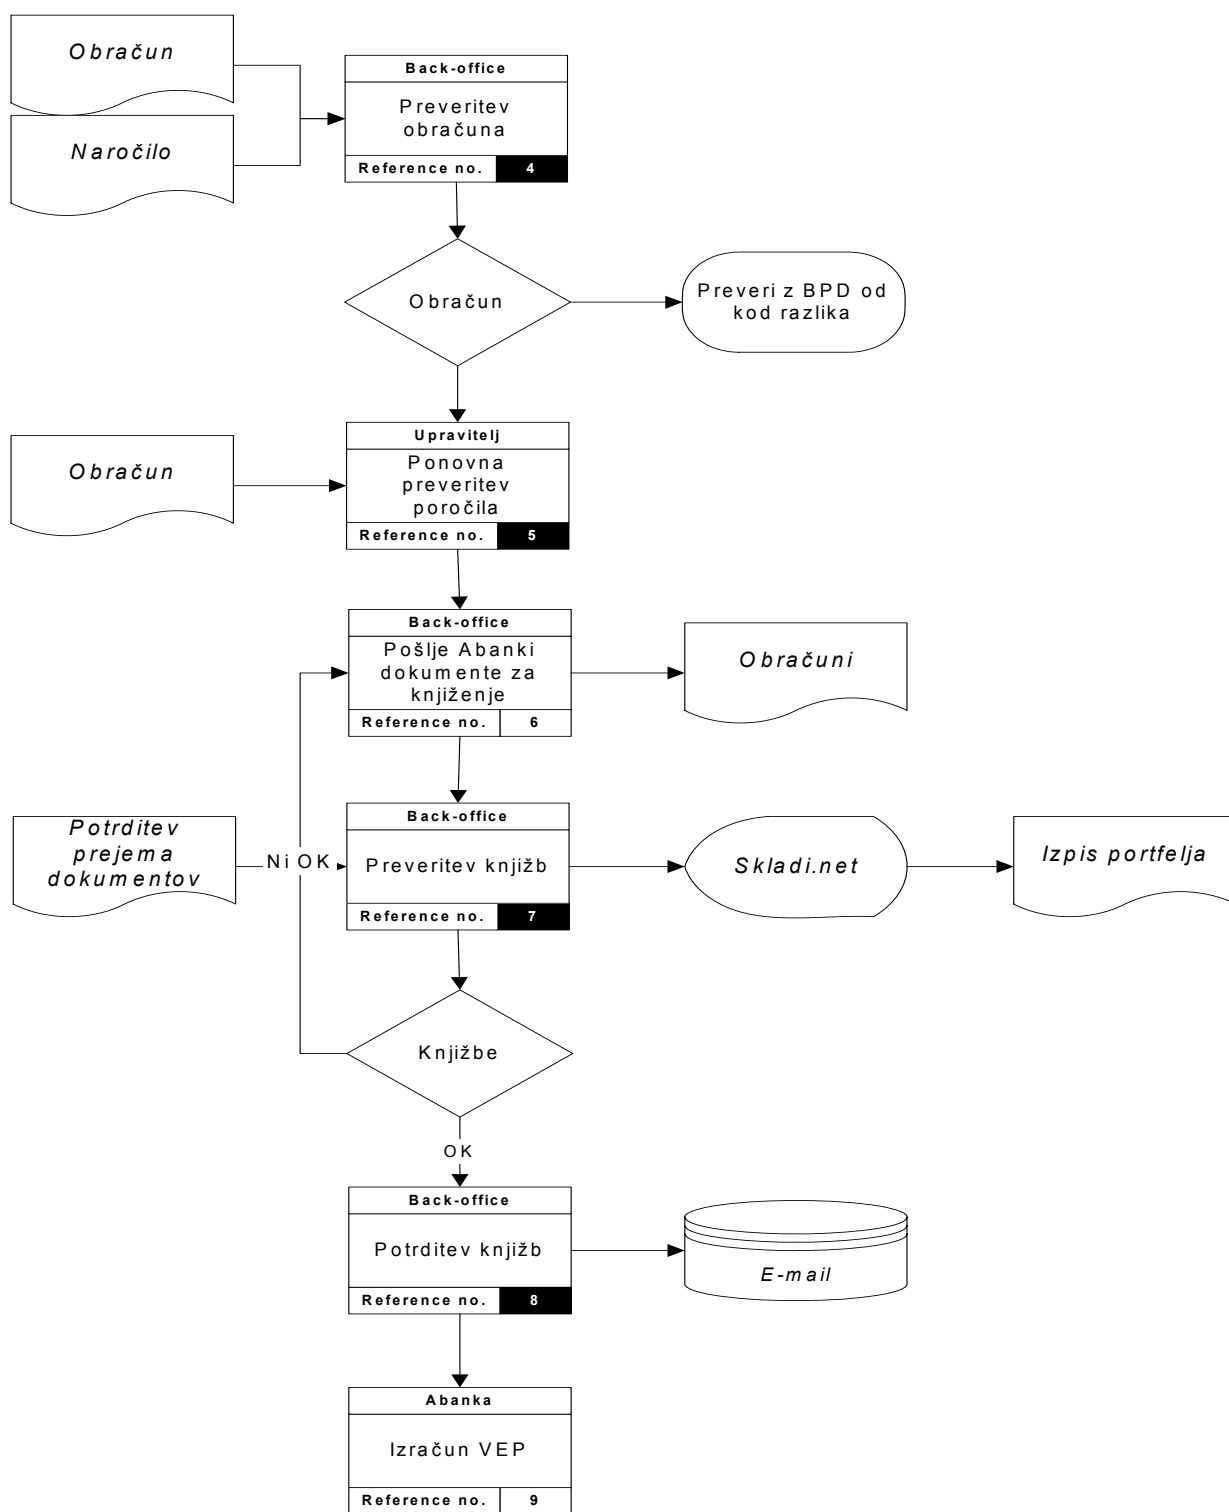 Obračun
Back-office
Preveritev
obračuna
Naročilo
Reference no. 4
Obračun
Preveri z BPD od
kod razlika
Upravitelj
Obračun
Ponovna
preveritev
poročila
Reference no. 5
Back-office
Pošlje Abanki
dokumente za
knjiženje
Reference no. 6
Obračuni
Back-office
Potrditev
prejema
dokumentov
Ni OK
Preveritev knjižb
Skladi.net
Izpis portfelja
Reference no. 7
Knjižbe
OK
Back-office
Potrditev knjižb
E-mail
Reference no. 8
Abanka
Izračun VEP
Reference no. 9